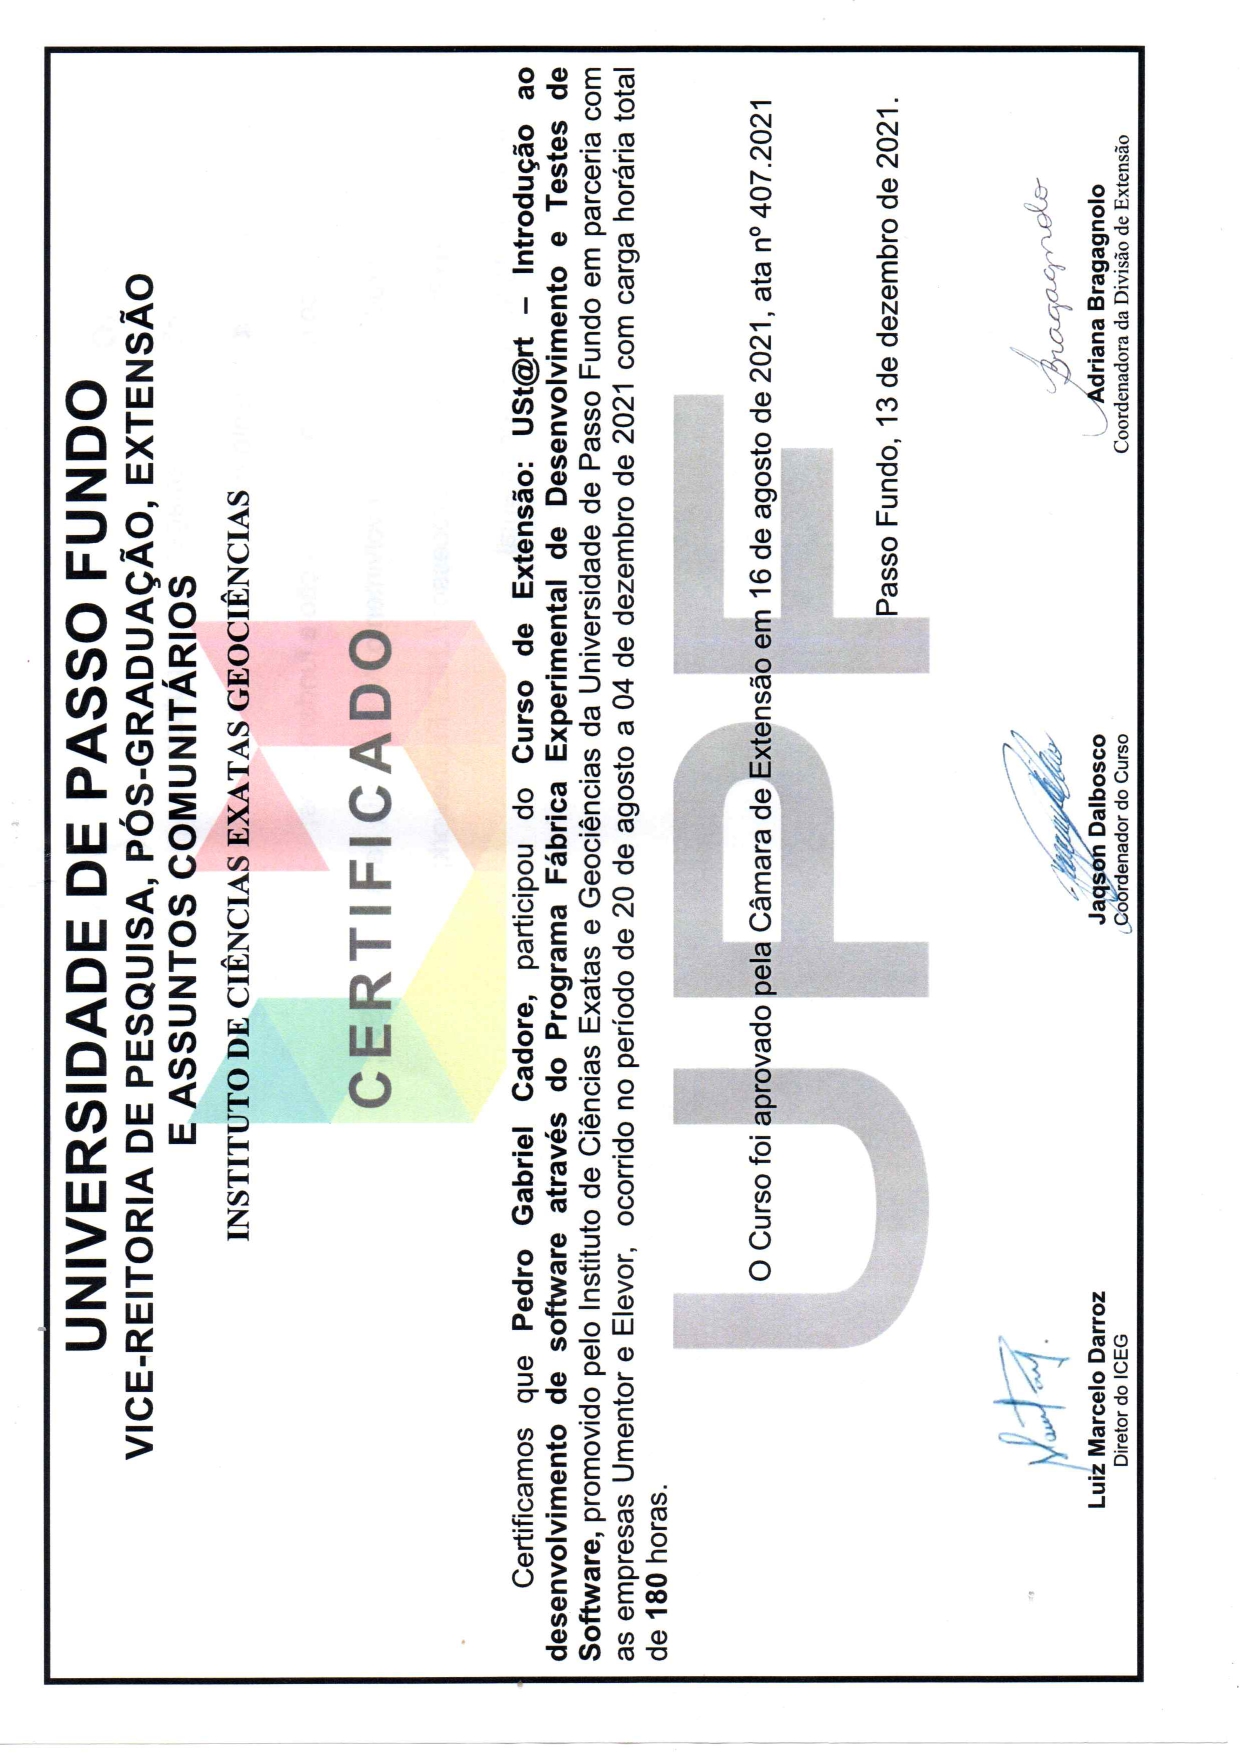 UNIVERSIDADE DE PASSO FUNDO
VICE-REITORIA DE PESQUISA, PÓS-GRADUAÇÃO, EXTENSÃO
E ASSUNTOS COMUNITÁRIOS
INSTITUTO DE CIÊNCIAS EXATAS GEOCIÊNCIAS
CERTIFICADO
Certificamos que Pedro Gabriel Cadore, participou do Curso de Extensão: USt@rt – Introdução ao
desenvolvimento de software através do Programa Fábrica Experimental de Desenvolvimento e Testes de
Software, promovido pelo Instituto de Ciências Exatas e Geociências da Universidade de Passo Fundo em parceria com
as empresas Umentor e Elevor, ocorrido no período de 20 de agosto a 04 de dezembro de 2021 com carga horária total
de 180 horas.
UPF
O Curso foi aprovado pela Câmara de Extensão em 16 de agosto de 2021, ata nº 407.2021
Passo Fundo, 13 de dezembro de 2021.
Bragagnolo
Luiz Marcelo Darroz
Diretor do ICEG
Jaqson Dalbosco
Coordenador do Curso
Adriana Bragagnolo
Coordenadora da Divisão de Extensão